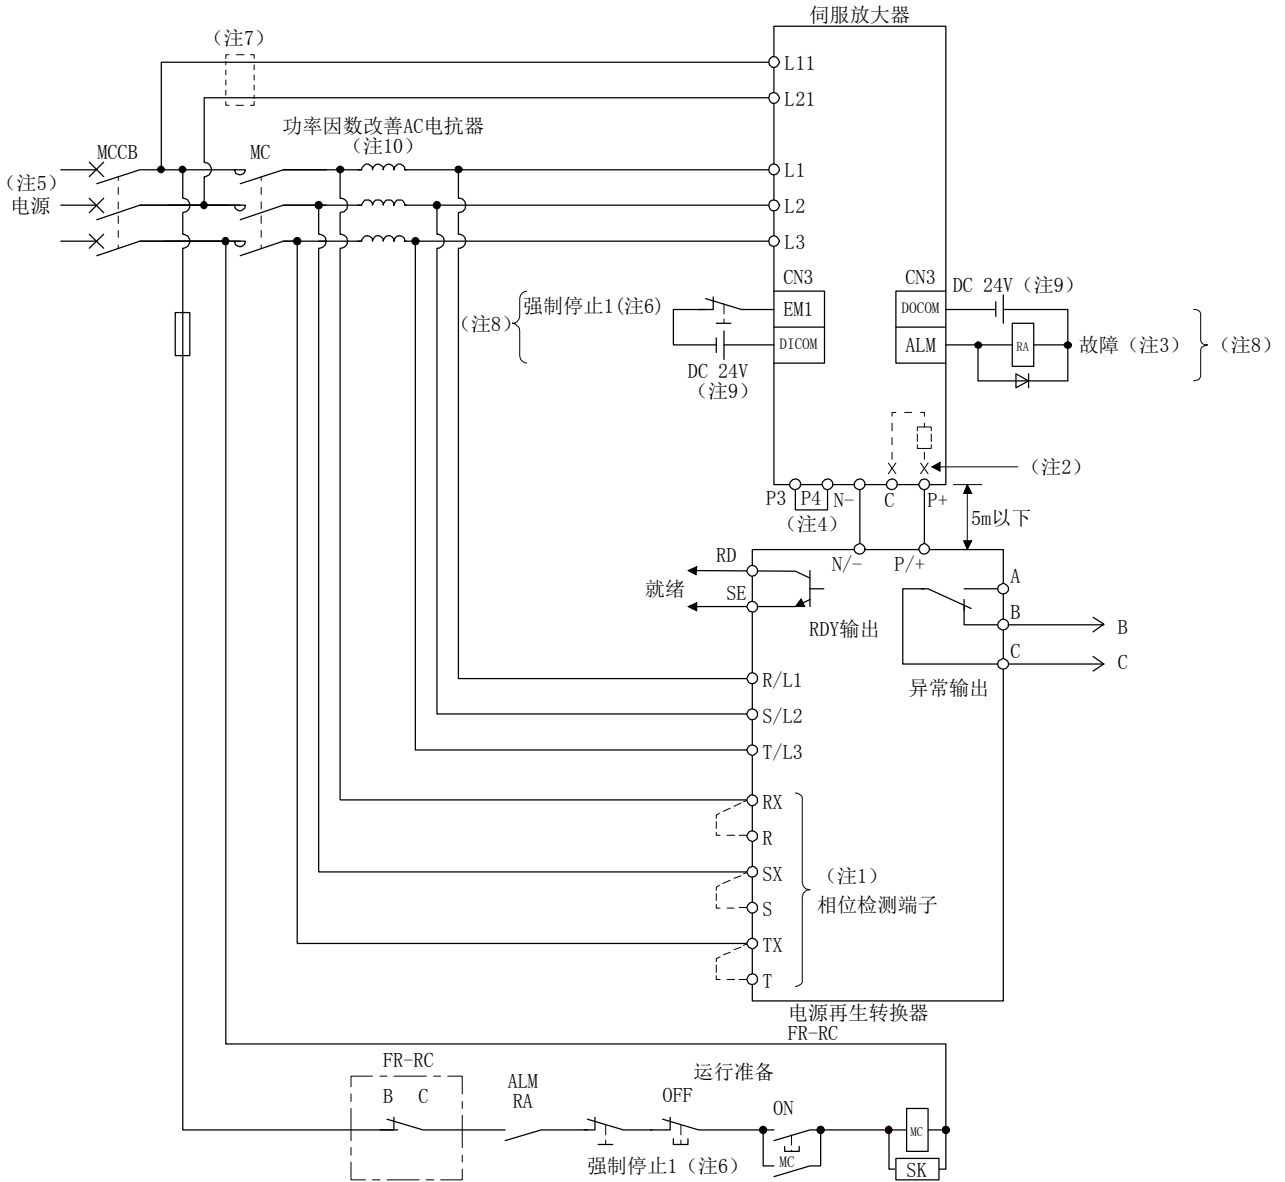 伺服放大器
（注7）
L11
L21
功率因数改善AC电抗器
（注10）
MCCB
MC
（注5）
电源
L1
L2
L3
CN3
CN3
DC 24V（注9）
（注8）
强制停止1(注6)
EM1
DOCOM
DICOM
ALM
RA
故障（注3）
（注8）
DC 24V
（注9）
（注2）
P3
P4
N-
C
P+
（注4）
5m以下
RD
N/-
P/+
A
就绪
SE
B
RDY输出
B
C
C
异常输出
R/L1
S/L2
T/L3
RX
R
SX
（注1）
相位检测端子
S
TX
T
电源再生转换器
FR-RC
FR-RC
运行准备
B
C
ALM
RA
OFF
ON
MC
MC
强制停止1（注6）
SK